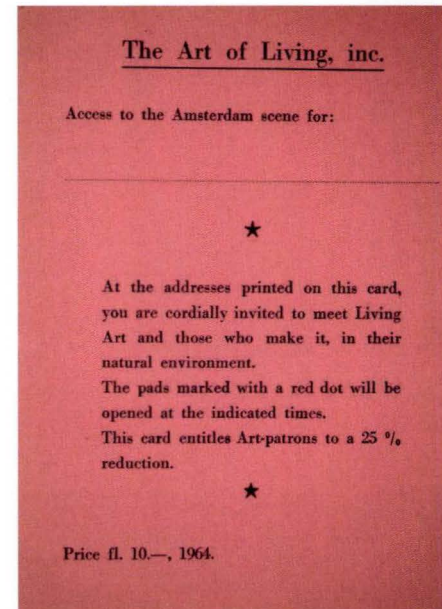 The Art of Living, inc.
Access to the Amsterdam scene for:
★
At the addresses printed on this card,
you are cordially invited to meet Living
Art and those who make it, in their
natural environment.
The pads marked with a red dot will be
opened at the indicated times.
This card entitles Art-patrons to a 25 %
reduction.
★
Price fl. 10.—, 1964.